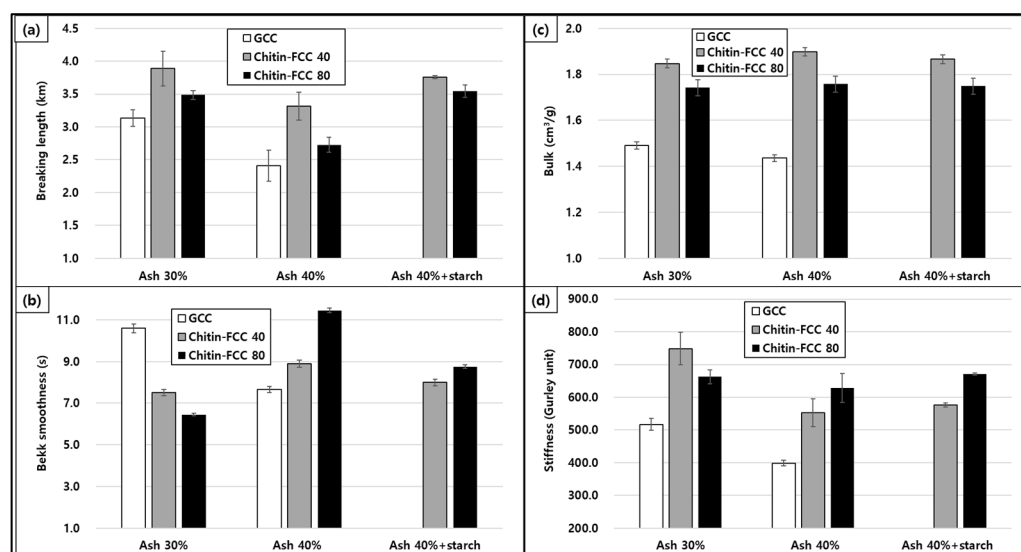 (a)
Breaking length (km)
4.5
4.0
3.5
3.0
2.5
2.0
1.5
1.0
GCC
Chitin-FCC 40
Chitin-FCC 80
Ash 30%
Ash 40%
Ash 40%+starch
(c)
Bulk (cm³/g)
2.0
1.8
1.6
1.4
1.2
1.0
GCC
Chitin-FCC 40
Chitin-FCC 80
Ash 30%
Ash 40%
Ash 40%+starch
(b)
Bekk smoothness (s)
11.0
9.0
7.0
5.0
3.0
1.0
GCC
Chitin-FCC 40
Chitin-FCC 80
Ash 30%
Ash 40%
Ash 40%+starch
(d)
Stiffness (Gurley unit)
900.0
800.0
700.0
600.0
500.0
400.0
300.0
200.0
GCC
Chitin-FCC 40
Chitin-FCC 80
Ash 30%
Ash 40%
Ash 40%+starch